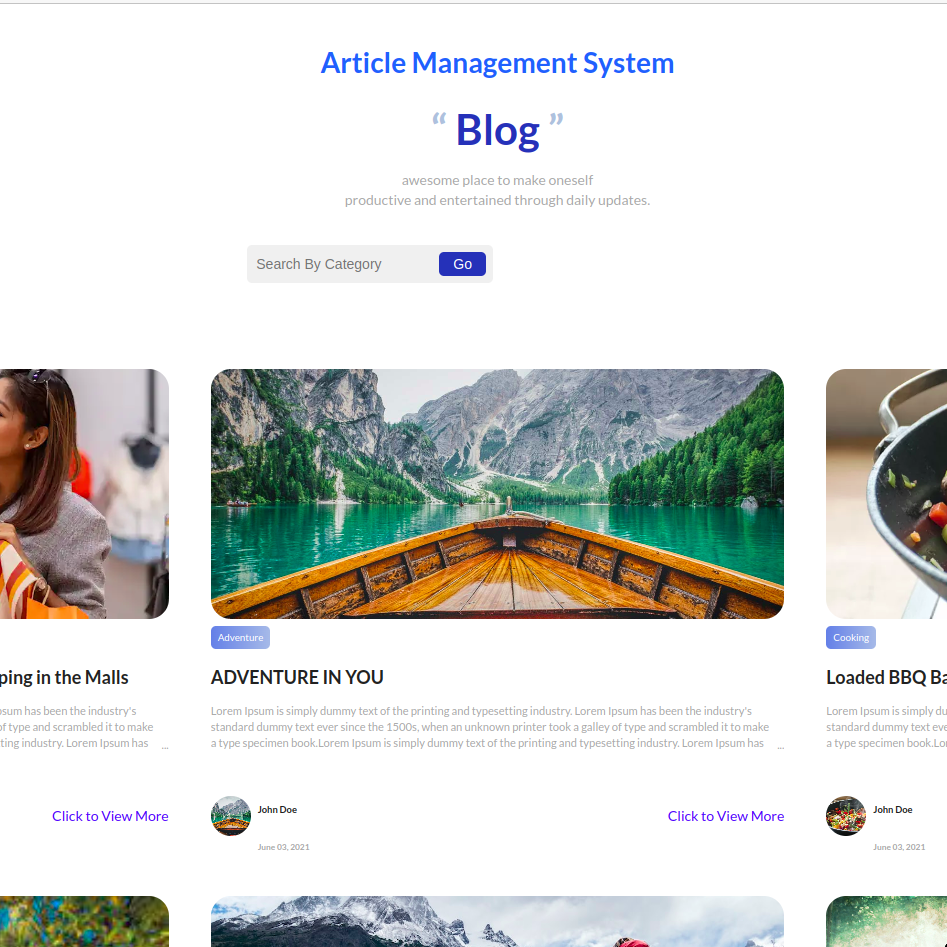 Article Management System
“ Blog ”
awesome place to make oneself
productive and entertained through daily updates.
Search By Category
Go
Adventure
Cooking
ping in the Malls
ADVENTURE IN YOU
Loaded BBQ Ba
sum has been the industry's
of type and scrambled it to make
ting industry. Lorem Ipsum has ...
Lorem Ipsum is simply dummy text of the printing and typesetting industry. Lorem Ipsum has been the industry's
standard dummy text ever since the 1500s, when an unknown printer took a galley of type and scrambled it to make
a type specimen book.Lorem Ipsum is simply dummy text of the printing and typesetting industry. Lorem Ipsum has ...
Lorem Ipsum is simply du
standard dummy text eve
a type specimen book.Lor
Click to View More
John Doe
June 03, 2021
Click to View More
John Doe
June 03, 2021